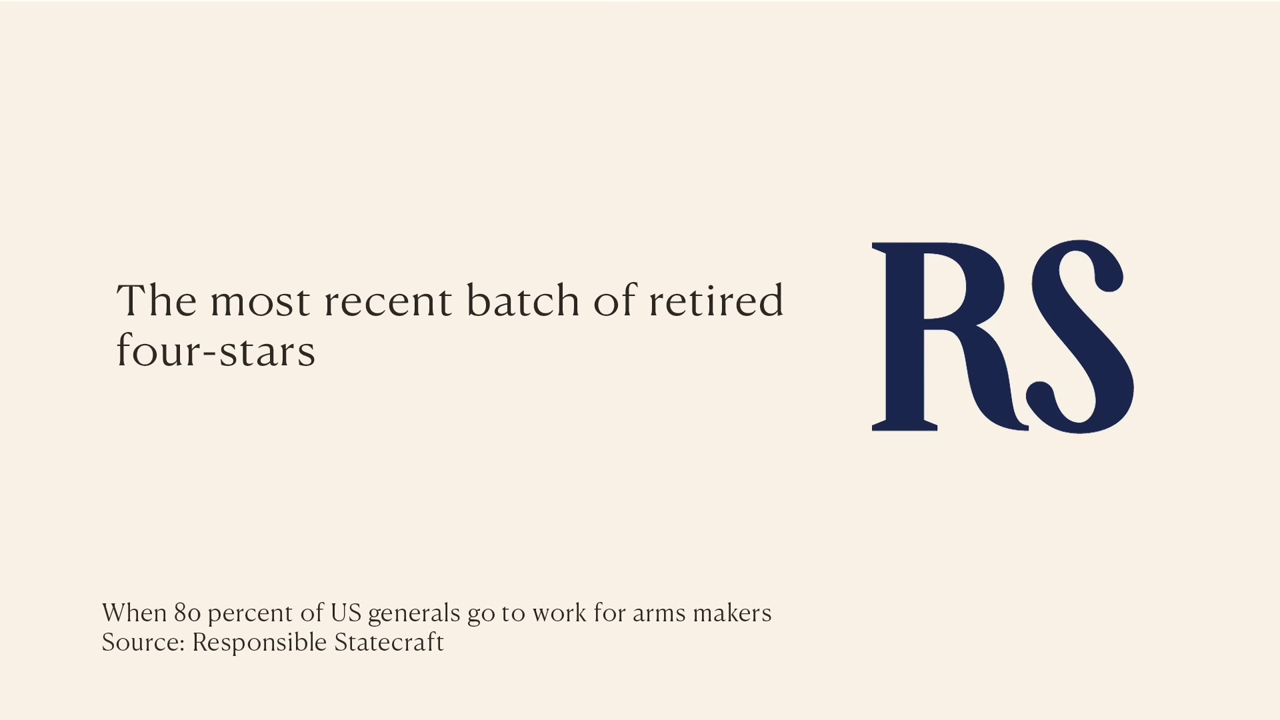 The most recent batch of retired
four-stars
RS
When 80 percent of US generals go to work for arms makers
Source: Responsible Statecraft